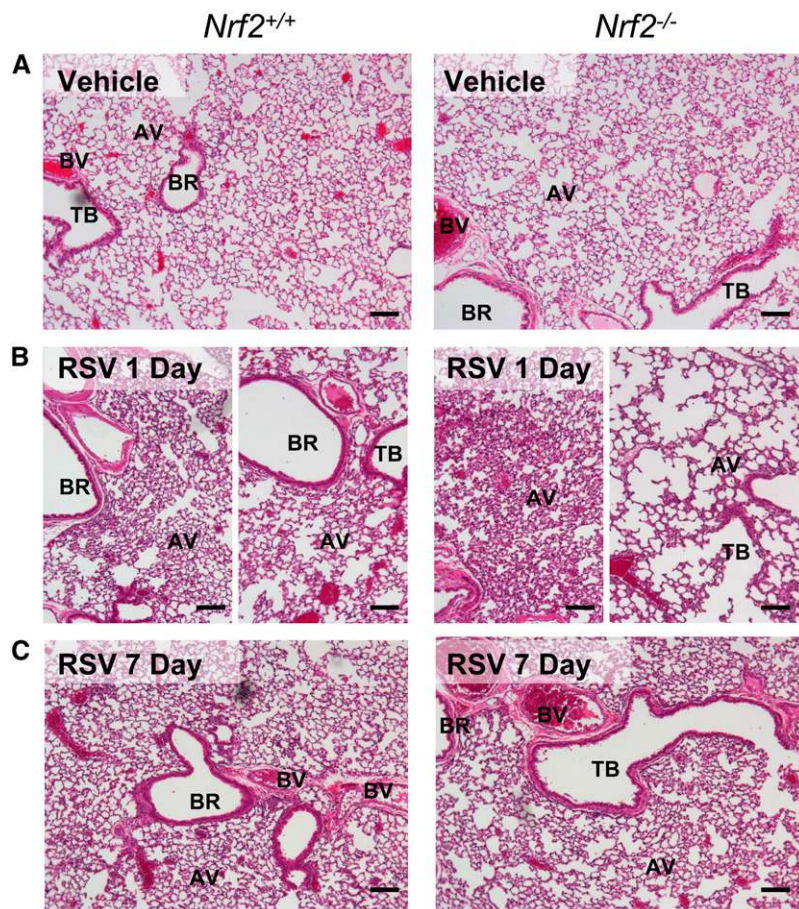 Nrf2+/+
Nrf2-/-
A
Vehicle
AV
BV
BR
TB
Vehicle
AV
BV
BR
TB
B
RSV 1 Day
BR
AV
BR
TB
AV
RSV 1 Day
AV
AV
TB
C
RSV 7 Day
BV
BV
BR
AV
RSV 7 Day
BR
BV
TB
AV